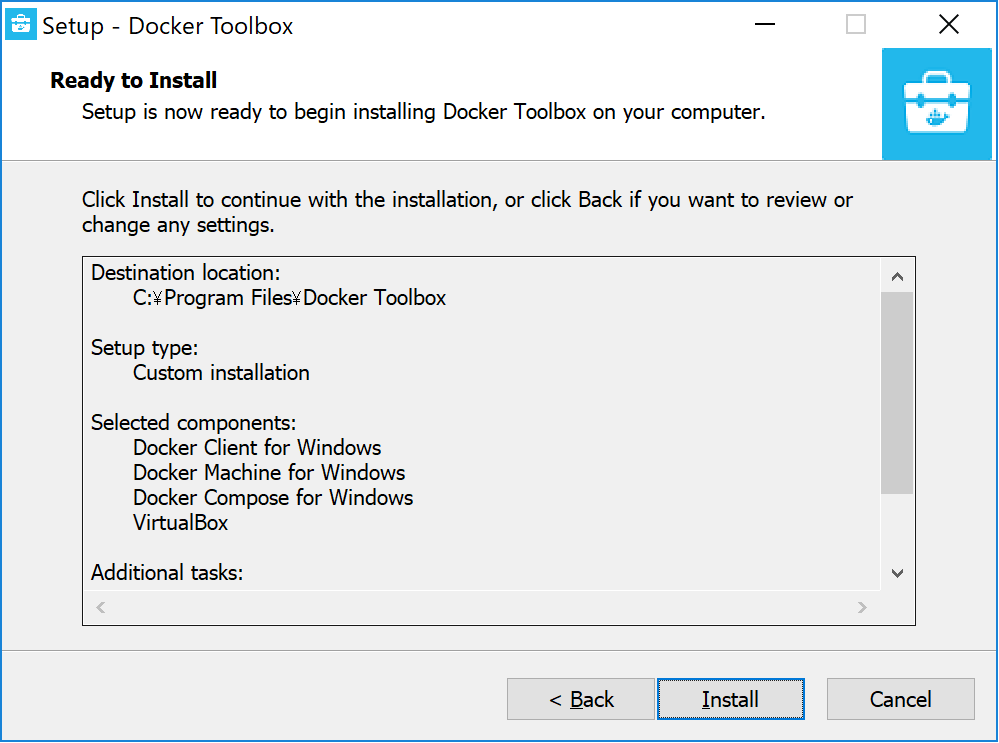 Setup - Docker Toolbox
Ready to Install
Setup is now ready to begin installing Docker Toolbox on your computer.
Click Install to continue with the installation, or click Back if you want to review or
change any settings.
Destination location:
C:¥Program Files¥Docker Toolbox
Setup type:
Custom installation
Selected components:
Docker Client for Windows
Docker Machine for Windows
Docker Compose for Windows
VirtualBox
Additional tasks:
< Back
Install
Cancel